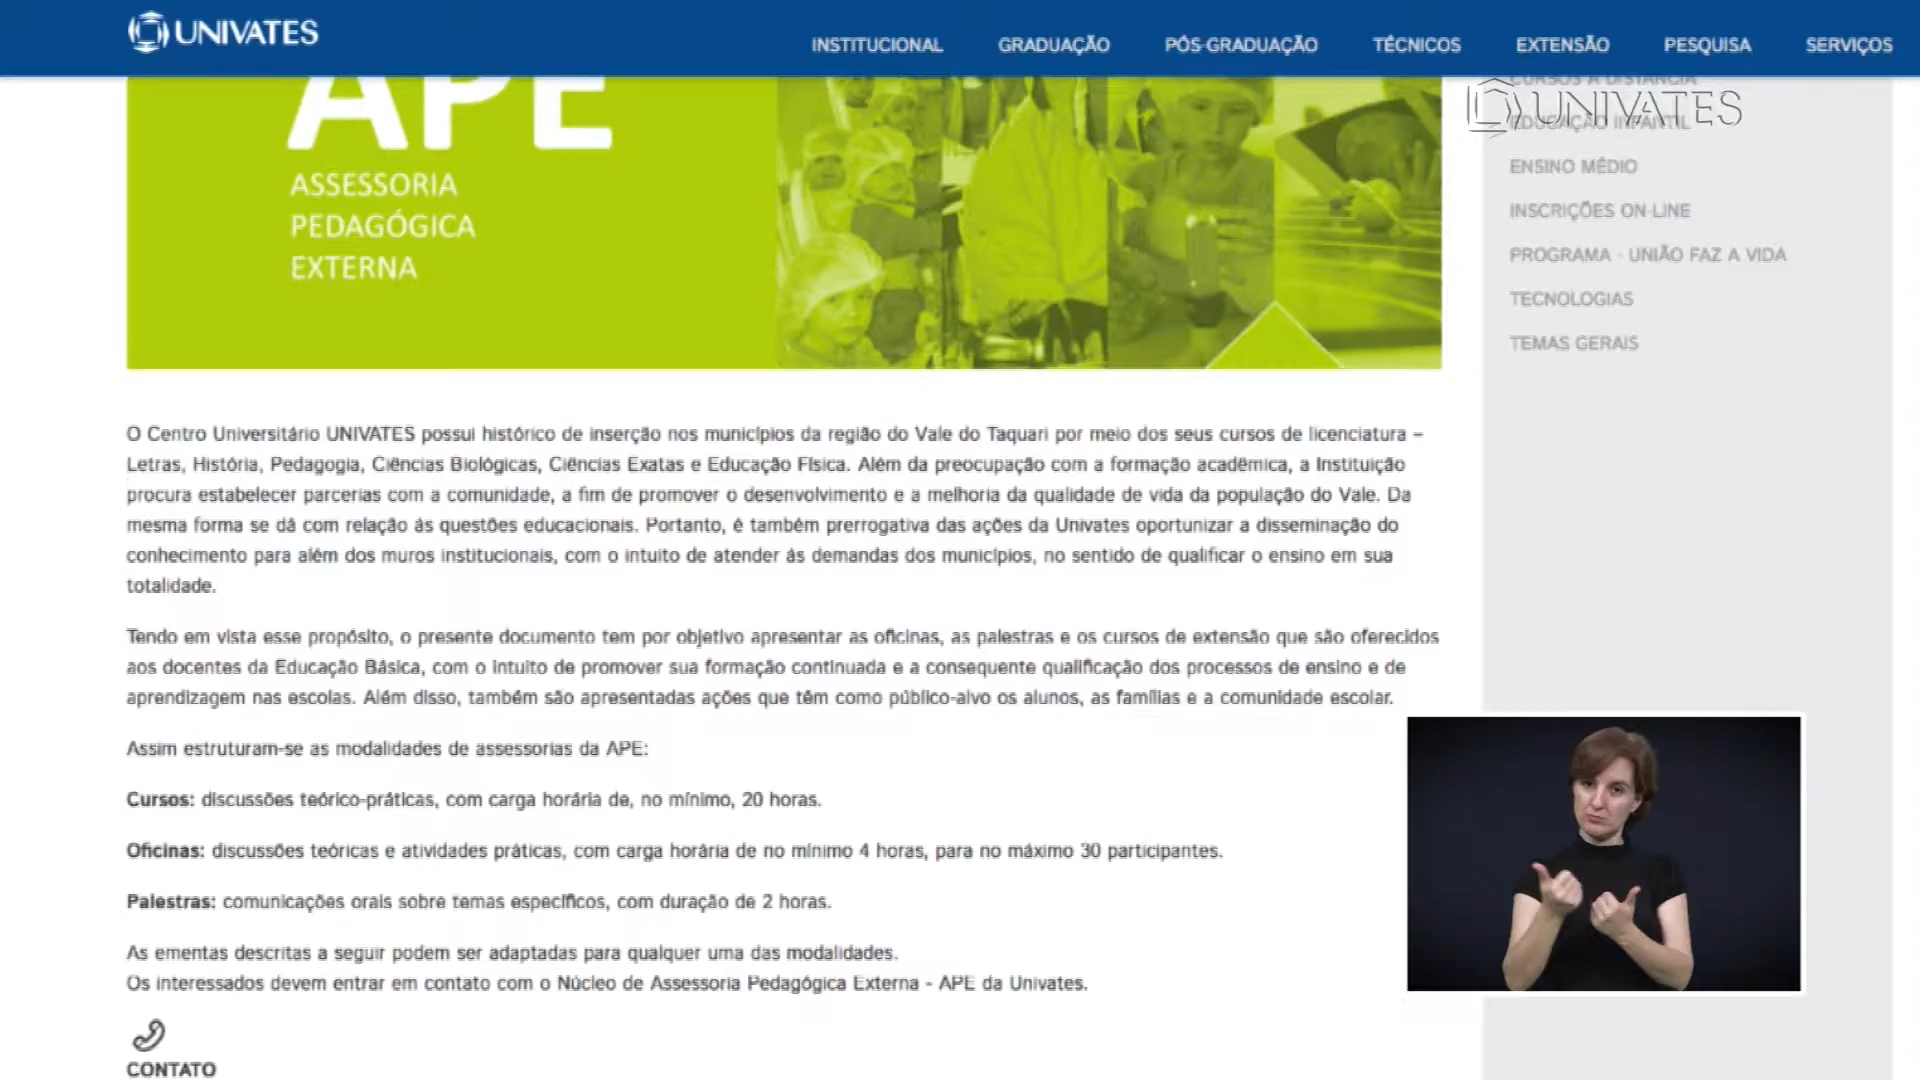 UNIVATES
INSTITUCIONAL GRADUAÇÃO PÓS-GRADUAÇÃO TÉCNICOS EXTENSÃO PESQUISA SERVIÇOS
APE
ASSESSORIA
PEDAGÓGICA
EXTERNA
CURSOS A DISTÂNCIA
UNIVATES
EDUCAÇÃO INFANTIL
ENSINO MÉDIO
INSCRIÇÕES ON-LINE
PROGRAMA - UNIÃO FAZ A VIDA
TECNOLOGIAS
TEMAS GERAIS
O Centro Universitário UNIVATES possui histórico de inserção nos municípios da região do Vale do Taquari por meio dos seus cursos de licenciatura –
Letras, História, Pedagogia, Ciências Biológicas, Ciências Exatas e Educação Física. Além da preocupação com a formação acadêmica, a Instituição
procura estabelecer parcerias com a comunidade, a fim de promover o desenvolvimento e a melhoria da qualidade de vida da população do Vale. Da
mesma forma se dá com relação às questões educacionais. Portanto, é também prerrogativa das ações da Univates oportunizar a disseminação do
conhecimento para além dos muros institucionais, com o intuito de atender às demandas dos municípios, no sentido de qualificar o ensino em sua
totalidade.
Tendo em vista esse propósito, o presente documento tem por objetivo apresentar as oficinas, as palestras e os cursos de extensão que são oferecidos
aos docentes da Educação Básica, com o intuito de promover sua formação continuada e a consequente qualificação dos processos de ensino e de
aprendizagem nas escolas. Além disso, também são apresentadas ações que têm como público-alvo os alunos, as famílias e a comunidade escolar.
Assim estruturam-se as modalidades de assessorias da APE:
Cursos: discussões teórico-práticas, com carga horária de, no mínimo, 20 horas.
Oficinas: discussões teóricas e atividades práticas, com carga horária de no mínimo 4 horas, para no máximo 30 participantes.
Palestras: comunicações orais sobre temas específicos, com duração de 2 horas.
As ementas descritas a seguir podem ser adaptadas para qualquer uma das modalidades.
Os interessados devem entrar em contato com o Núcleo de Assessoria Pedagógica Externa - APE da Univates.
CONTATO